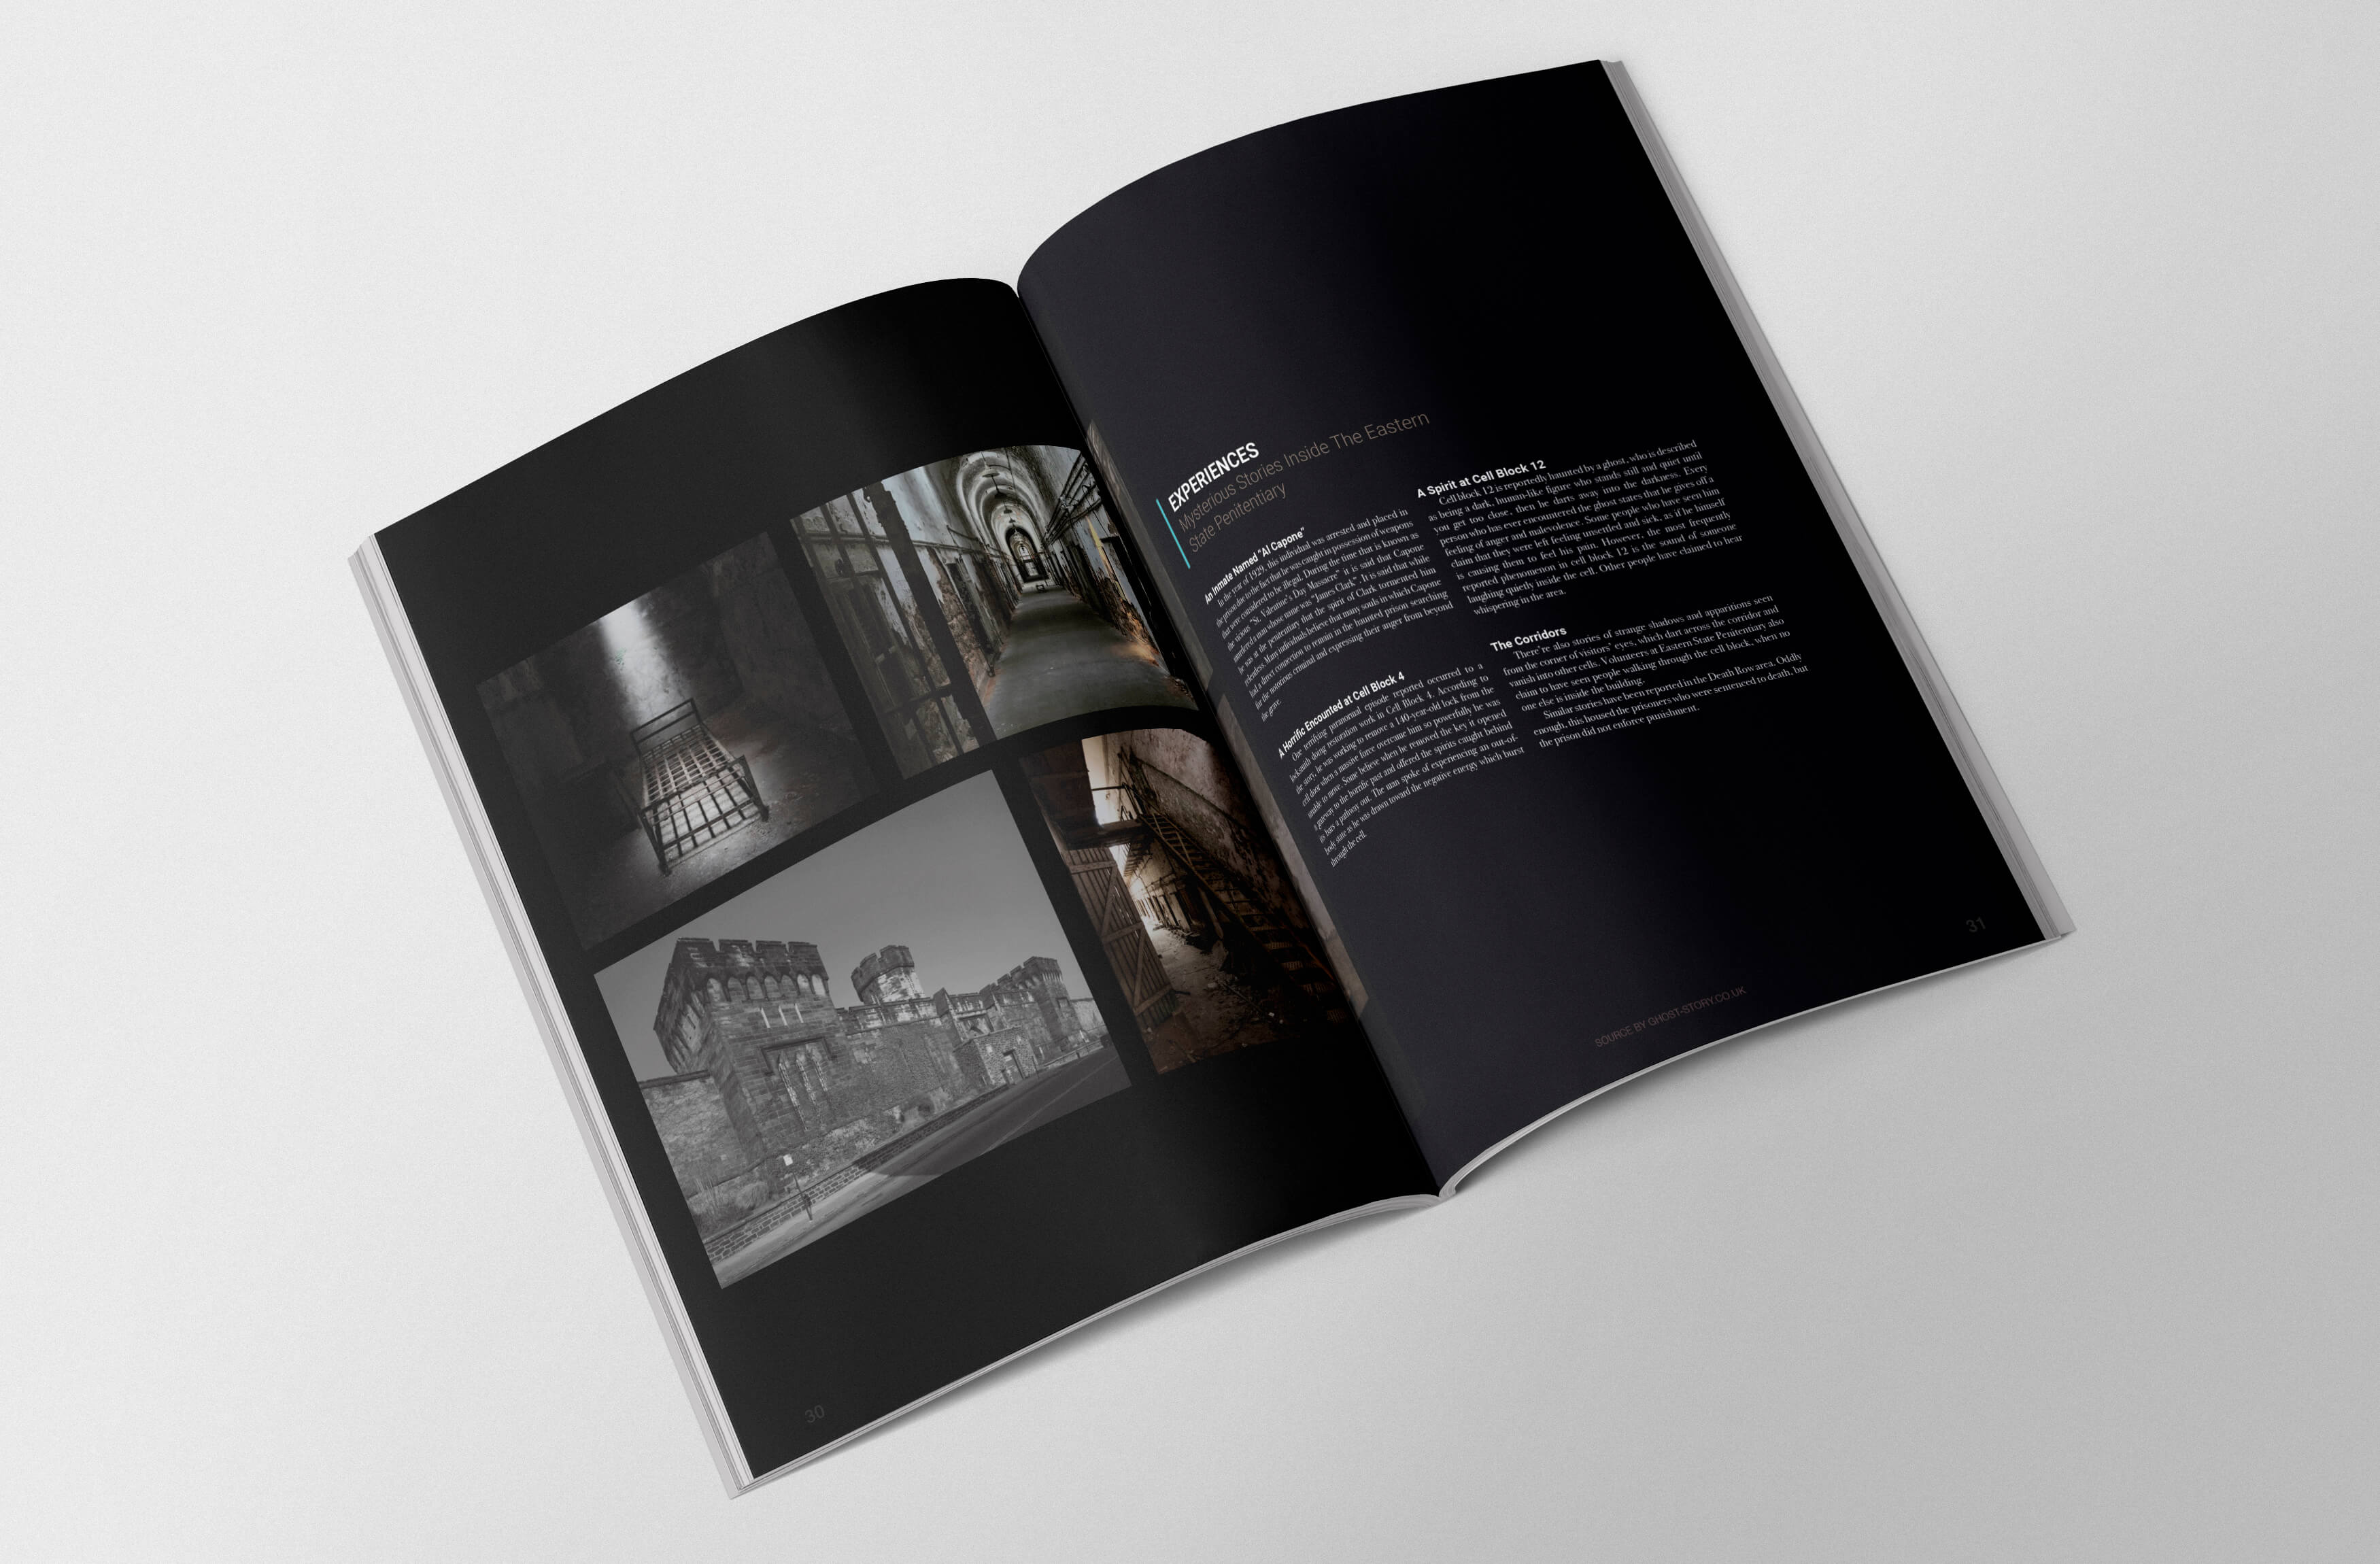 EXPERIENCES
Mysterious Stories Inside The Eastern
State Penitentiary
An Inmate Named "Al Capone"
In the year of 1929, this individual was arrested and placed in
the prison due to the fact that he was caught in possession of weapons
that were considered to be illegal. During the time that is known as
the vicious "St. Valentine's Day Massacre" it is said that Capone
murdered a man whose name was "James Clark". It is said that while
he was at the penitentiary that the spirit of Clark tormented him
relentless. Many individuals believe that many souls in which Capone
had a direct connection to remain in the haunted prison searching
for the notorious criminal and expressing their anger from beyond
the grave.
A Horrific Encounted at Cell Block 4
One terrifying paranormal episode reported occurred to a
locksmith doing restoration work in Cell Block 4. According to
the story, he was working to remove a 140-year-old lock from the
cell door when a massive force overcame him so powerfully he was
unable to move. Some believe when he removed the key it opened
a gateway to the horrific past and offered the spirits caught behind
its bars a pathway out. The man spoke of experiencing an out-of-
body state as he was drawn toward the negative energy which burst
through the cell.
A Spirit at Cell Block 12
Cell block 12 is reportedly haunted by a ghost, who is described
as being a dark, human-like figure who stands still and quiet until
you get too close, then he darts away into the darkness. Every
person who has ever encountered the ghost states that he gives off a
feeling of anger and malevolence. Some people who have seen him
claim that they were left feeling unsettled and sick, as if he himself
is causing them to feel his pain. However, the most frequently
reported phenomenon in cell block 12 is the sound of someone
laughing quietly inside the cell. Other people have claimed to hear
whispering in the area.
The Corridors
There're also stories of strange shadows and apparitions seen
from the corner of visitors' eyes, which dart across the corridor and
vanish into other cells. Volunteers at Eastern State Penitentiary also
claim to have seen people walking through the cell block, when no
one else is inside the building.
Similar stories have been reported in the Death Row area. Oddly
enough, this housed the prisoners who were sentenced to death, but
the prison did not enforce punishment.
SOURCE BY GHOST-STORY.CO.UK
30
31